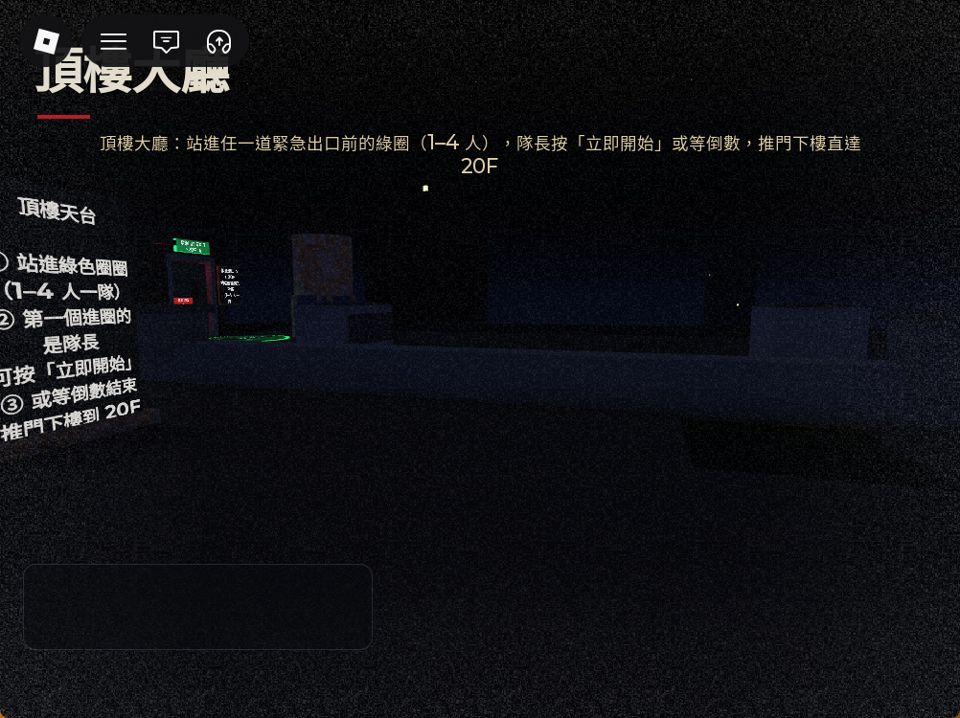 頂樓大廳
頂樓大廳：站進任一道緊急出口前的綠圈（1–4 人），隊長按「立即開始」或等倒數，推門下樓直達
20F
頂樓天台
站進綠色圈圈
（1–4 人一隊）
② 第一個進圈的
是隊長
可按「立即開始」
③ 或等倒數結束
推門下樓到 20F